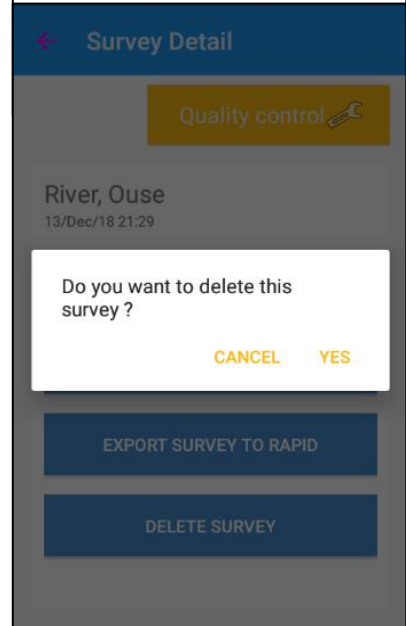 Survey Detail
Quality control
River, Ouse
13/Dec/18 21:29
Do you want to delete this
survey ?
CANCEL YES
EXPORT SURVEY TO RAPID
DELETE SURVEY